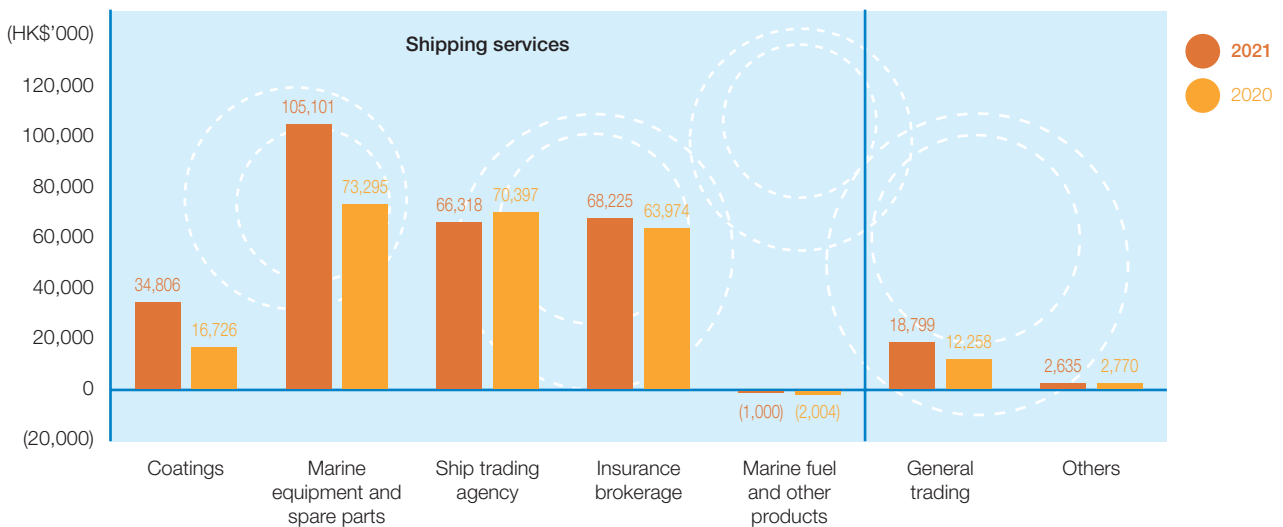 (HK$'000)
Shipping services
2021
2020
120,000
100,000
80,000
60,000
40,000
20,000
0
(20,000)
34,806
16,726
105,101
73,295
66,318
70,397
68,225
63,974
(1,000)
(2,004)
18,799
12,258
2,635
2,770
Coatings
Marine
equipment and
spare parts
Ship trading
agency
Insurance
brokerage
Marine fuel
and other
products
General
trading
Others